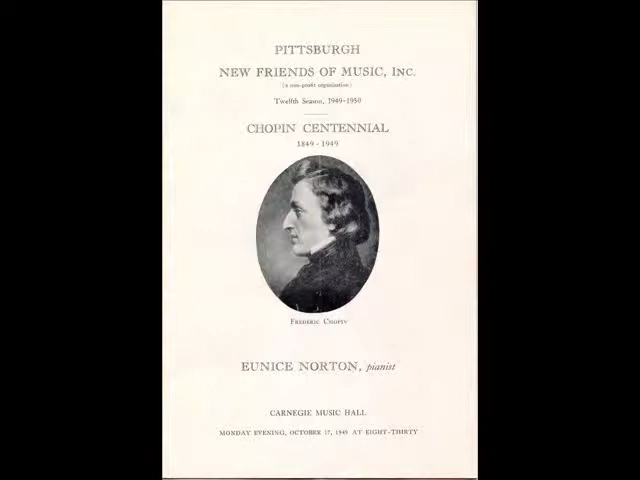 PITTSBURGH
NEW FRIENDS OF MUSIC, INC.
(a non-profit organization)
Twelfth Season, 1949-1950
CHOPIN CENTENNIAL
1849 - 1949
FREDERIC CHOPIN
EUNICE NORTON, pianist
CARNEGIE MUSIC HALL
MONDAY EVENING, OCTOBER 17, 1949 AT EIGHT-THIRTY